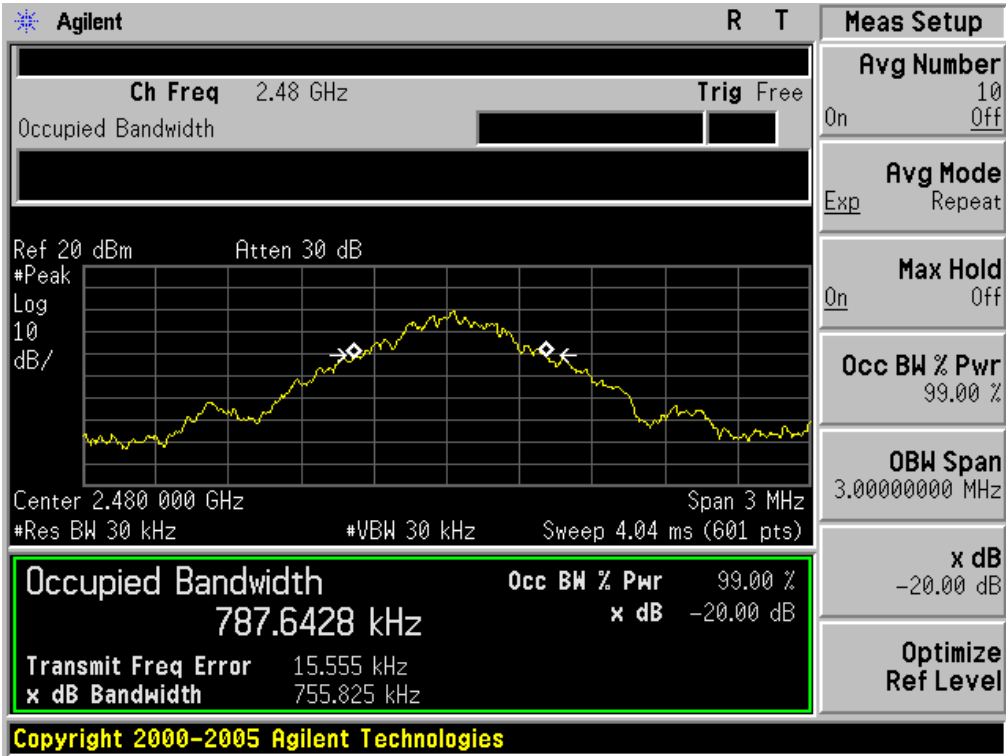 Agilent R T
Ch Freq 2.48 GHz Trig Free
Occupied Bandwidth
Ref 20 dBm Atten 30 dB
#Peak
Log
10
dB/
Center 2.480 000 GHz Span 3 MHz
#Res BW 30 kHz #VBW 30 kHz Sweep 4.04 ms (601 pts)
Occupied Bandwidth Occ BW % Pwr 99.00 %
787.6428 kHz x dB -20.00 dB
Transmit Freq Error 15.555 kHz
x dB Bandwidth 755.825 kHz
Copyright 2000-2005 Agilent Technologies
Meas Setup
Avg Number
10
On Off
Avg Mode
Exp Repeat
Max Hold
On Off
Occ BW % Pwr
99.00 %
OBW Span
3.00000000 MHz
x dB
-20.00 dB
Optimize
Ref Level